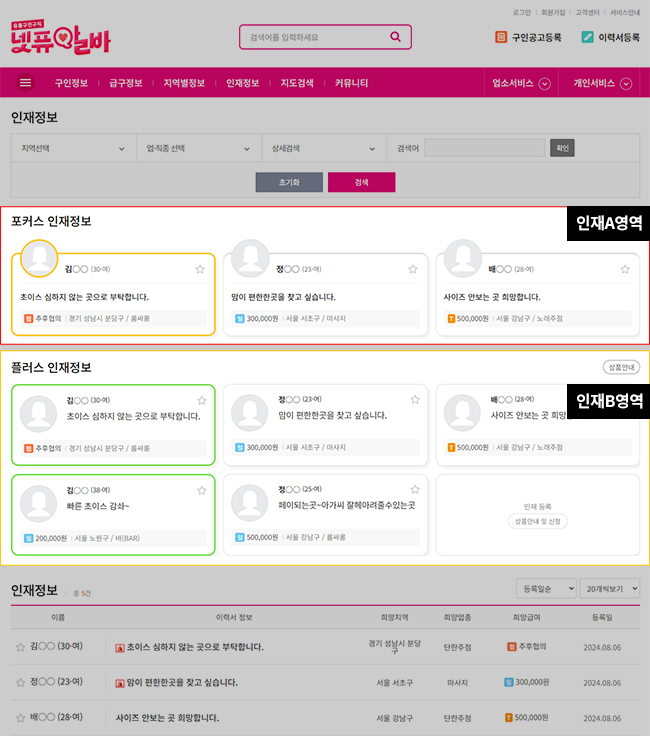 로그인 | 회원가입 | 고객센터 | 서비스안내
유흥구인구직
넷퓨알바
검색어를 입력하세요
구인공고등록 이력서등록
구인정보 | 급구정보 | 지역별정보 | 인재정보 | 지도검색 | 커뮤니티 업소서비스 개인서비스
인재정보
지역선택 업·직종 선택 상세검색 검색어 확인
초기화 검색
포커스 인재정보 인재A영역
김○○ (30·여) 정○○ (23·여) 배○○ (28·여)
초이스 심하지 않는 곳으로 부탁합니다. 맘이 편한한곳을 찾고 싶습니다. 사이즈 안보는 곳 희망합니다.
협 추후협의 | 경기 성남시 분당구 / 룸싸롱 일 300,000원 | 서울 서초구 / 마사지 T 500,000원 | 서울 강남구 / 노래주점
플러스 인재정보 상품안내
인재B영역
김○○ (30·여) 정○○ (23·여) 배○○ (28·여)
초이스 심하지 않는 곳으로 부탁합니다. 맘이 편한한곳을 찾고 싶습니다. 사이즈 안보는 곳 희망
협 추후협의 | 경기 성남시 분당구 / 룸싸롱 일 300,000원 | 서울 서초구 / 마사지 T 500,000원 | 서울 강남구 / 노래주점
김○○ (38·여) 정○○ (25·여)
빠른 초이스 감솨~ 페이되는곳~아가씨 잘헤아려줄수있는곳 인재 등록
상품안내 및 신청
일 200,000원 | 서울 노원구 / 바(BAR) 일 500,000원 | 서울 강남구 / 룸싸롱
인재정보 | 총 5건 등록일순 20개씩보기
이름 이력서 정보 희망지역 희망업종 희망급여 등록일
김○○ (30·여) 초이스 심하지 않는 곳으로 부탁합니다. 경기 성남시 분당구 단란주점 협 추후협의 2024.08.06
정○○ (23·여) 맘이 편한한곳을 찾고 싶습니다. 서울 서초구 마사지 일 300,000원 2024.08.06
배○○ (28·여) 사이즈 안보는 곳 희망합니다. 서울 강남구 단란주점 T 500,000원 2024.08.06